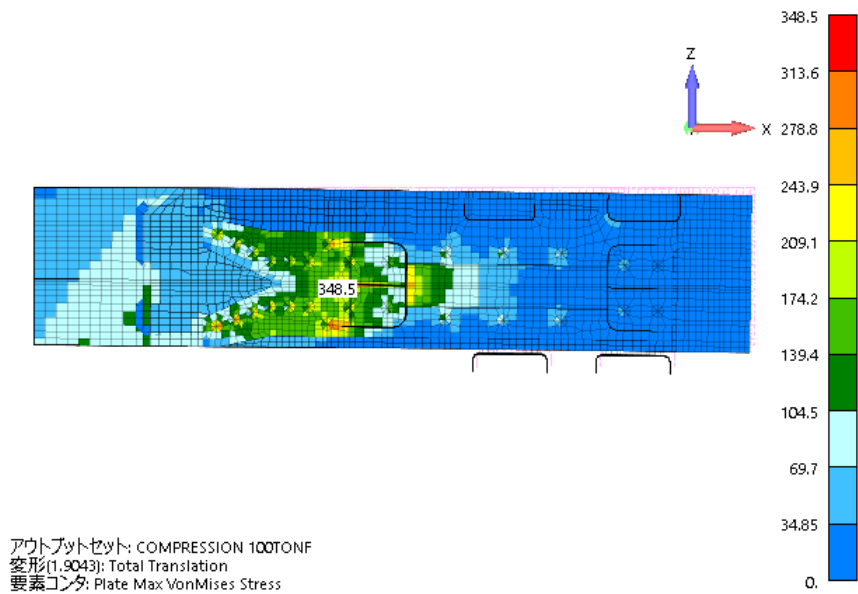 348.5
313.6
Z
X
278.8
243.9
209.1
348.5
174.2
139.4
104.5
69.7
34.85
0.
アウトプットセット: COMPRESSION 100TONF
変形(1.9043): Total Translation
要素コンタ: Plate Max VonMises Stress